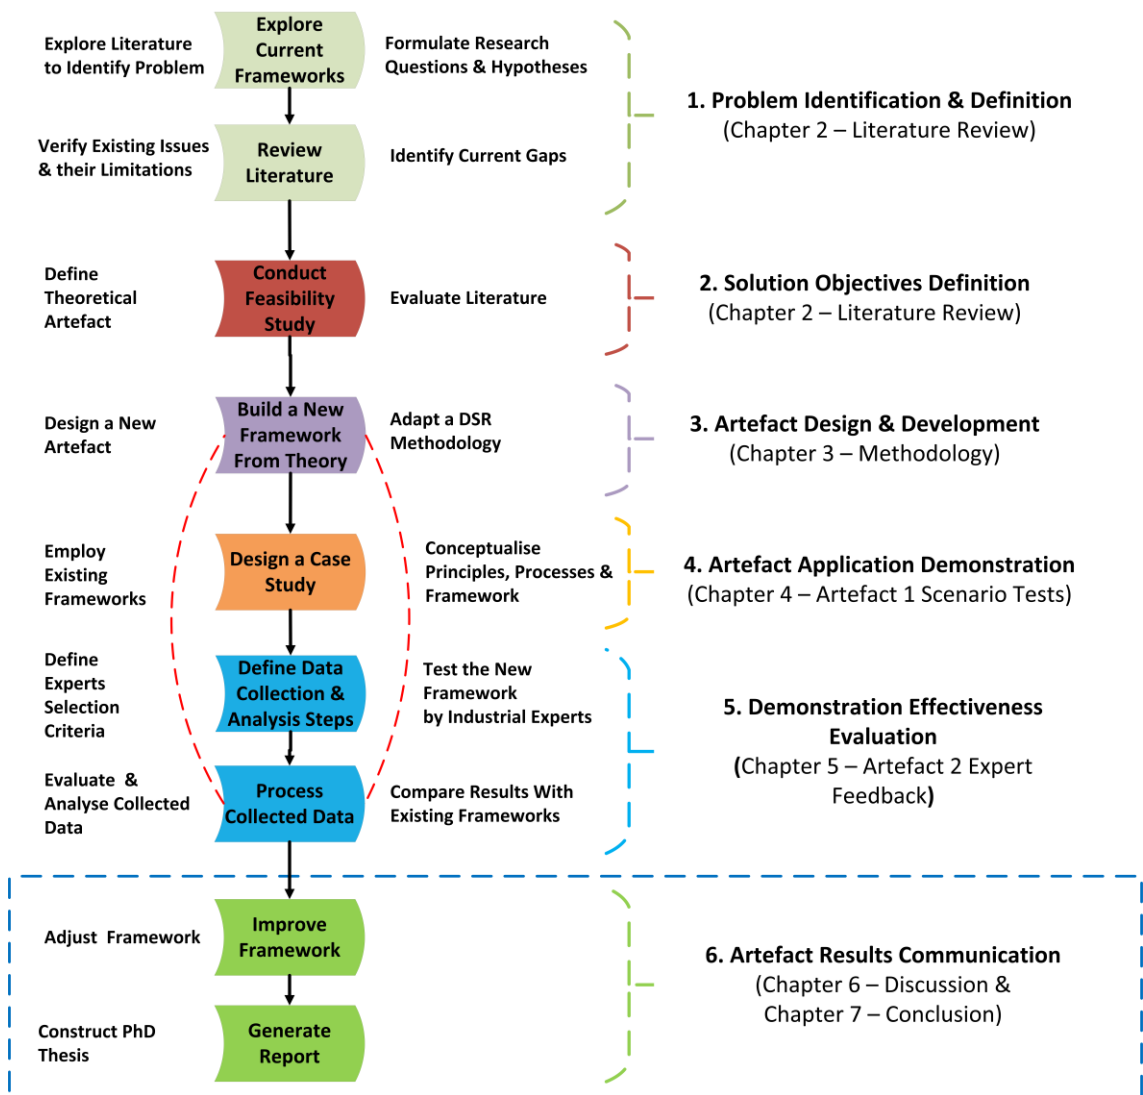 Explore Literature
to Identify Problem
Explore
Current
Frameworks
Formulate Research
Questions & Hypotheses
1. Problem Identification & Definition
(Chapter 2 – Literature Review)
Verify Existing Issues
& their Limitations
Review
Literature
Identify Current Gaps
Define
Theoretical
Artefact
Conduct
Feasibility
Study
Evaluate Literature
2. Solution Objectives Definition
(Chapter 2 – Literature Review)
Design a New
Artefact
Build a New
Framework
From Theory
Adapt a DSR
Methodology
3. Artefact Design & Development
(Chapter 3 – Methodology)
Employ
Existing
Frameworks
Design a Case
Study
Conceptualise
Principles, Processes &
Framework
4. Artefact Application Demonstration
(Chapter 4 – Artefact 1 Scenario Tests)
Define
Experts
Selection
Criteria
Define Data
Collection &
Analysis Steps
Test the New
Framework
by Industrial Experts
5. Demonstration Effectiveness
Evaluation
(Chapter 5 – Artefact 2 Expert
Feedback)
Evaluate & 
Analyse Collected
Data
Process
Collected Data
Compare Results With
Existing Frameworks
Adjust Framework
Improve
Framework
6. Artefact Results Communication
(Chapter 6 – Discussion &
Chapter 7 – Conclusion)
Construct PhD
Thesis
Generate
Report